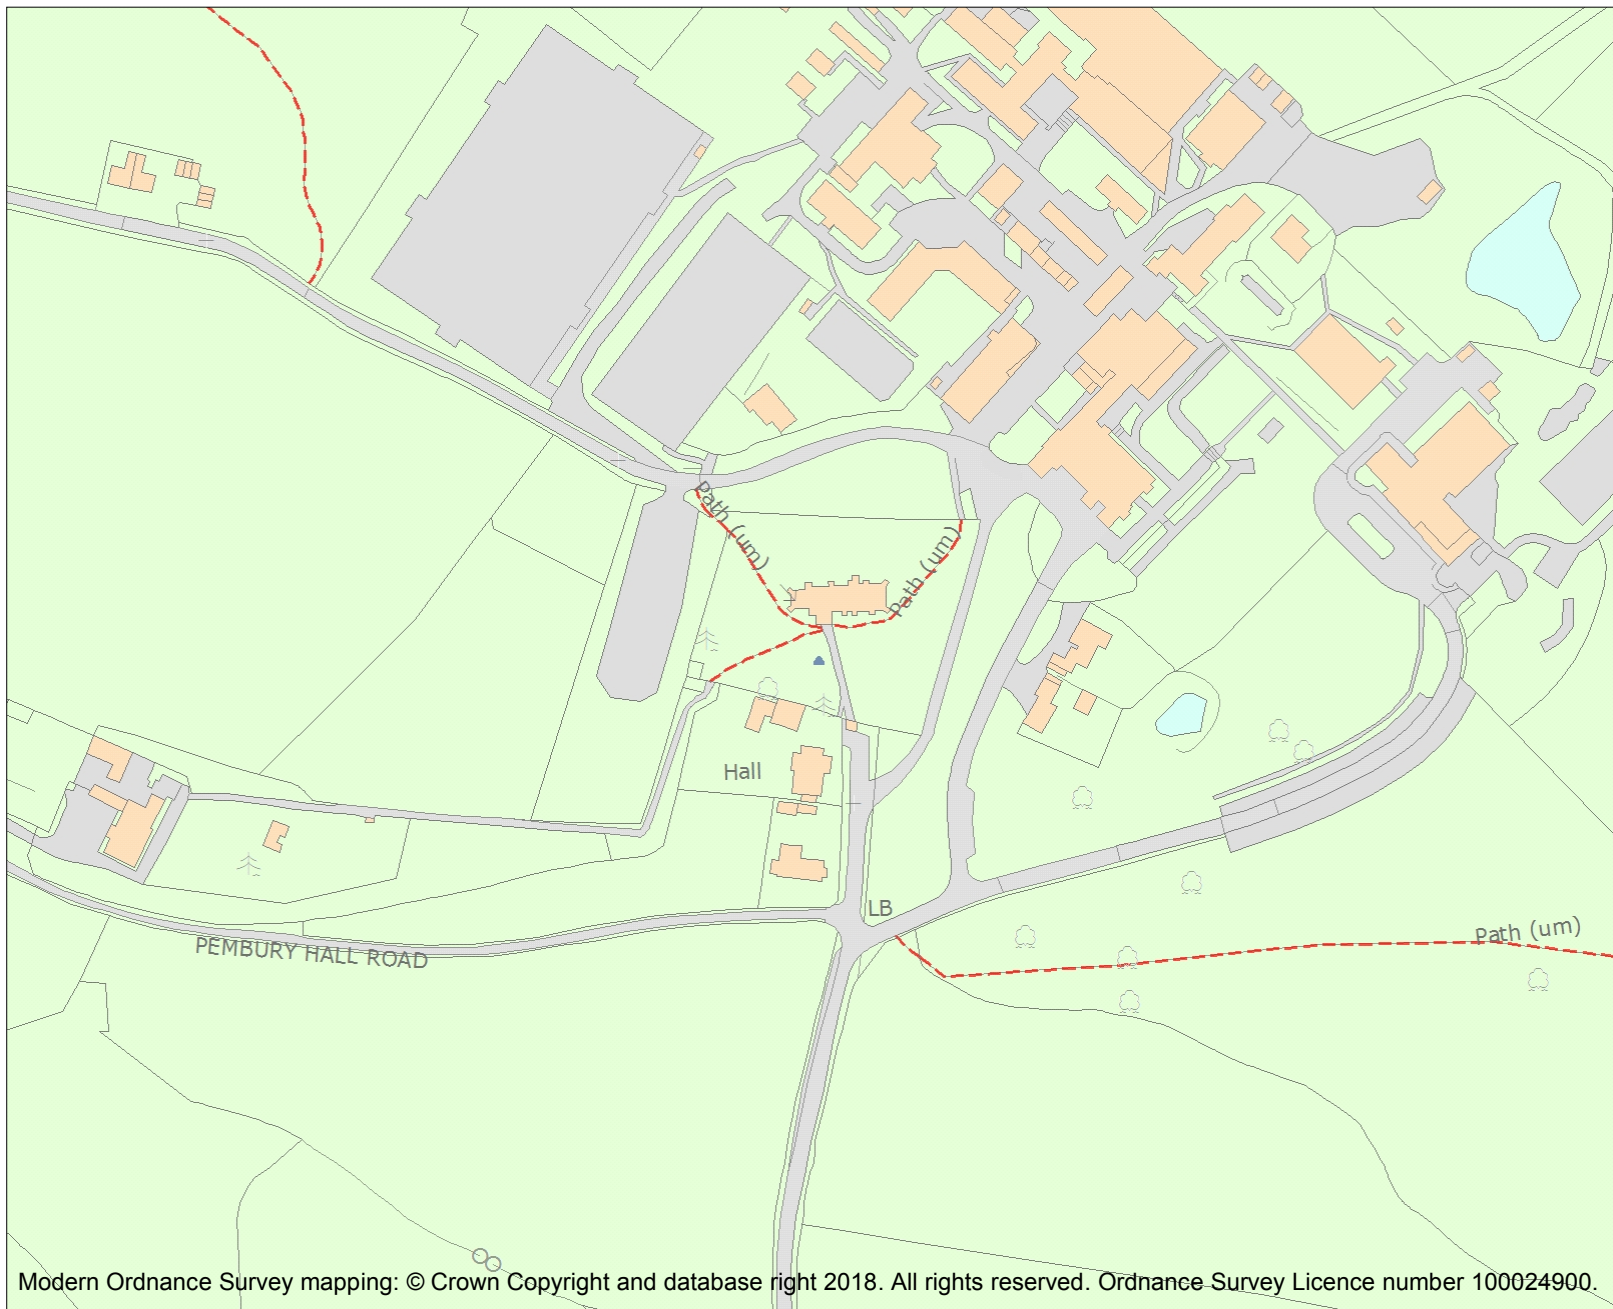 Path (um)
Path (um)
Hall
LB
Path (um)
PEMBURY HALL ROAD
Modern Ordnance Survey mapping: © Crown Copyright and database right 2018. All rights reserved. Ordnance Survey Licence number 100024900.